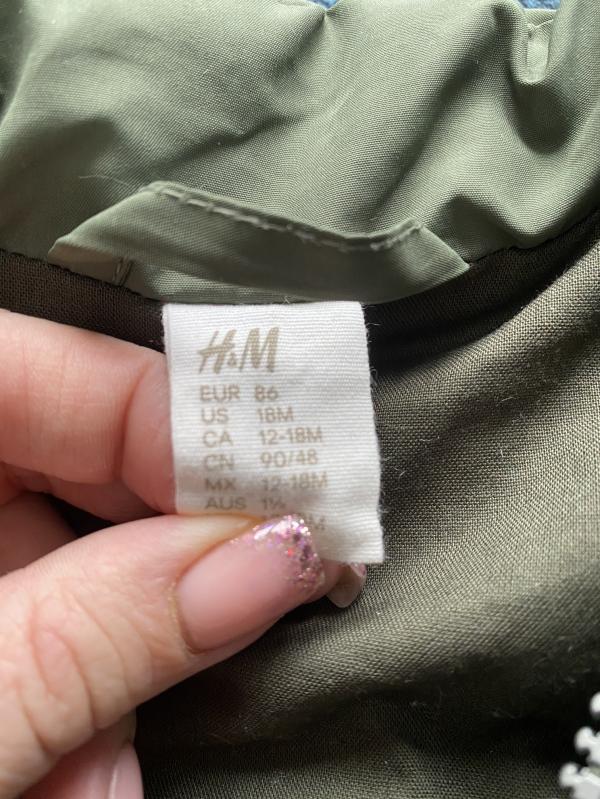 H&M
EUR 86
US 18M
CA 12-18M
CN 90/48
MX 12-18M
AUS 1½